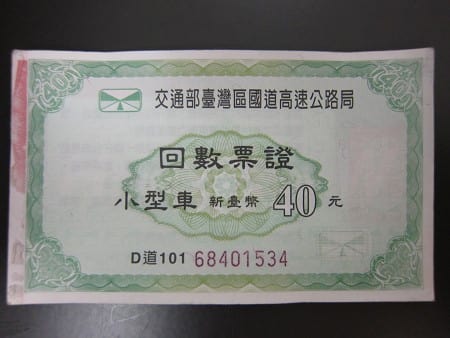 交通部臺灣區國道高速公路局
回數票證
小型車 新臺幣 40 元
D道101 68401534